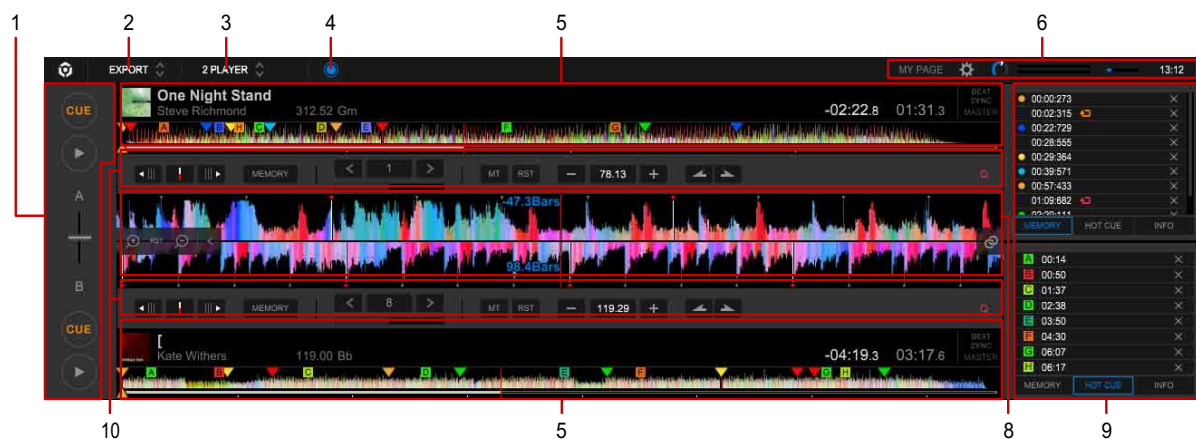 1 2 3 4 5 6
EXPORT 2 PLAYER MY PAGE 13:12
CUE
A
B
CUE
One Night Stand
Steve Richmond 312.52 Gm -02:22.8 01:31.3
BEAT SYNC
MASTER
A B H C D E F G
MEMORY 1 MT RST 78.13 Q
-47.3Bars
RST
98.4Bars
MEMORY 8 MT RST 119.29 Q
[
Kate Withers 119.00 Bb -04:19.3 03:17.6
BEAT SYNC
MASTER
A B C D E F G H
00:00:273
00:02:315
00:22:729
00:28:555
00:29:364
00:39:571
00:57:433
01:09:682
MEMORY HOT CUE INFO
A 00:14
B 00:50
C 01:37
D 02:38
E 03:50
F 04:30
G 06:07
H 06:17
MEMORY HOT CUE INFO
10 5 8 9